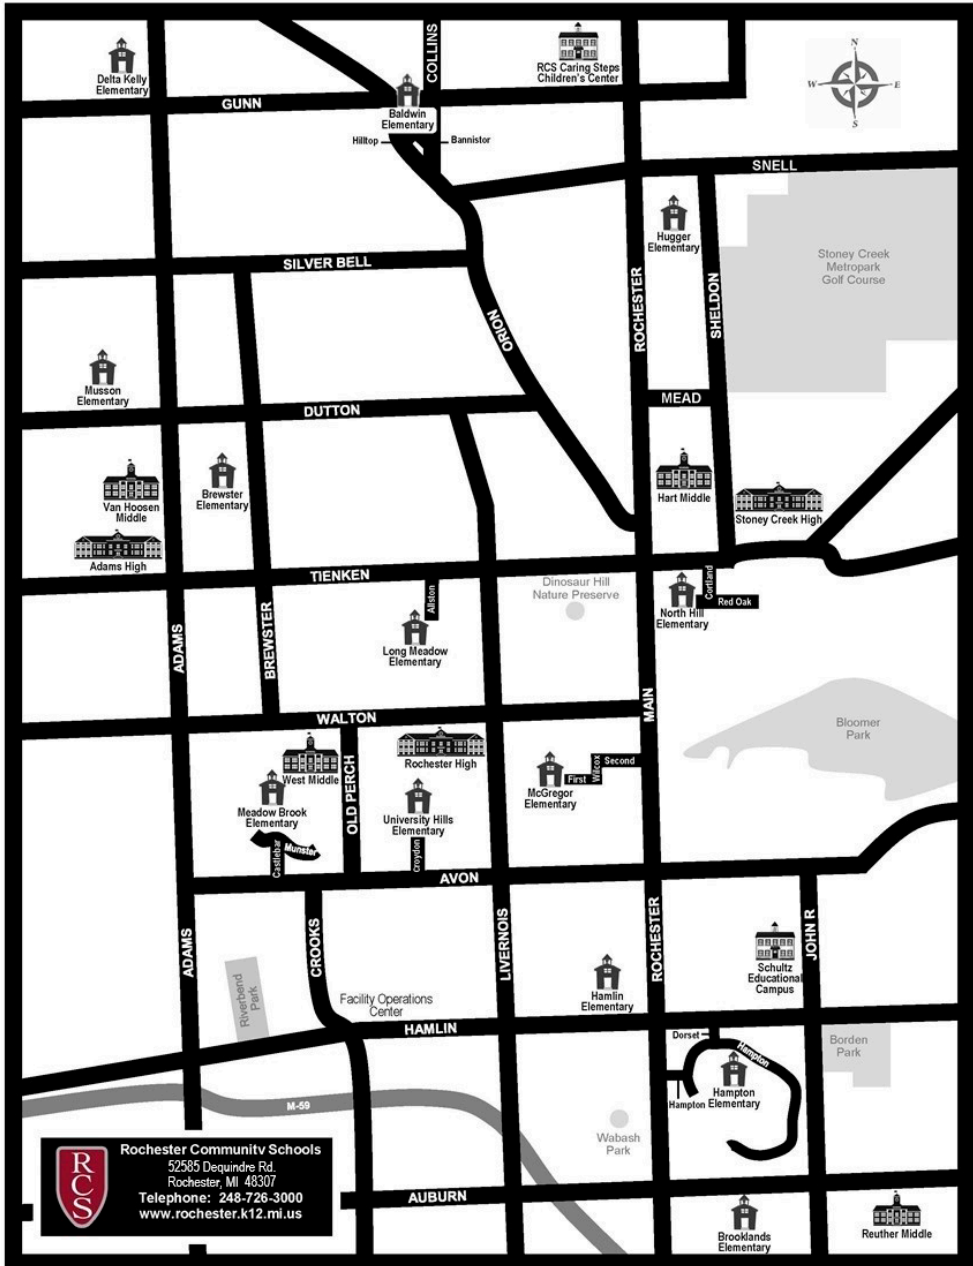 COLLINS
N
W
E
S
RCS Caring Steps
Children's Center
Delta Kelly
Elementary
GUNN
Baldwin
Elementary
Hilltop
Bannistor
SNELL
Hugger
Elementary
Stoney Creek
Metropark
Golf Course
SILVER BELL
ROCHESTER
SHELDON
ORION
Musson
Elementary
MEAD
DUTTON
Brewster
Elementary
Hart Middle
Van Hoosen
Middle
Stoney Creek High
Adams High
TIENKEN
Dinosaur Hill
Nature Preserve
Cortland
Red Oak
Allston
North Hill
Elementary
ADAMS
BREWSTER
Long Meadow
Elementary
MAIN
WALTON
Bloomer
Park
Rochester High
West Middle
OLD PERCH
Second
Wilcox
First
McGregor
Elementary
Meadow Brook
Elementary
University Hills
Elementary
Munster
Castlebar
Croydon
AVON
ADAMS
CROOKS
LIVERNOIS
ROCHESTER
JOHN R
Schultz
Educational
Campus
Riverbend
Park
Facility Operations
Center
Hamlin
Elementary
HAMLIN
Dorset
Hampton
Borden
Park
Hampton
Hampton
Elementary
M-59
Wabash
Park
RCS
Rochester Community Schools
52585 Dequindre Rd.
Rochester, MI 48307
Telephone: 248-726-3000
www.rochester.k12.mi.us
AUBURN
Brooklands
Elementary
Reuther Middle